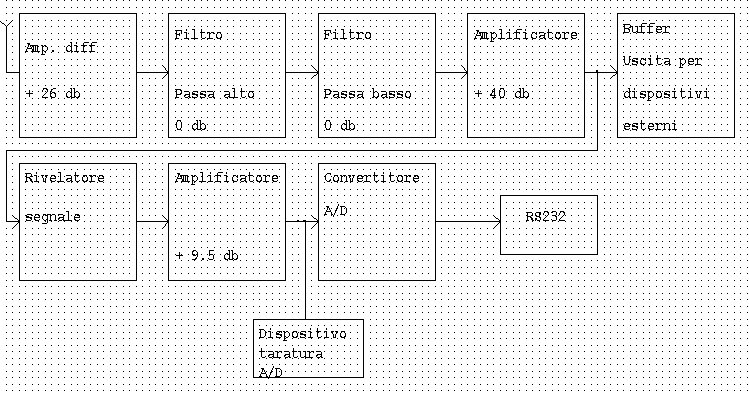 Amp. diff
+ 26 db
Filtro
Passa alto
0 db
Filtro
Passa basso
0 db
Amplificatore
+ 40 db
Buffer
Uscita per
dispositivi
esterni
Rivelatore
segnale
Amplificatore
+ 9.5 db
Convertitore
A/D
RS232
Dispositivo
taratura
A/D